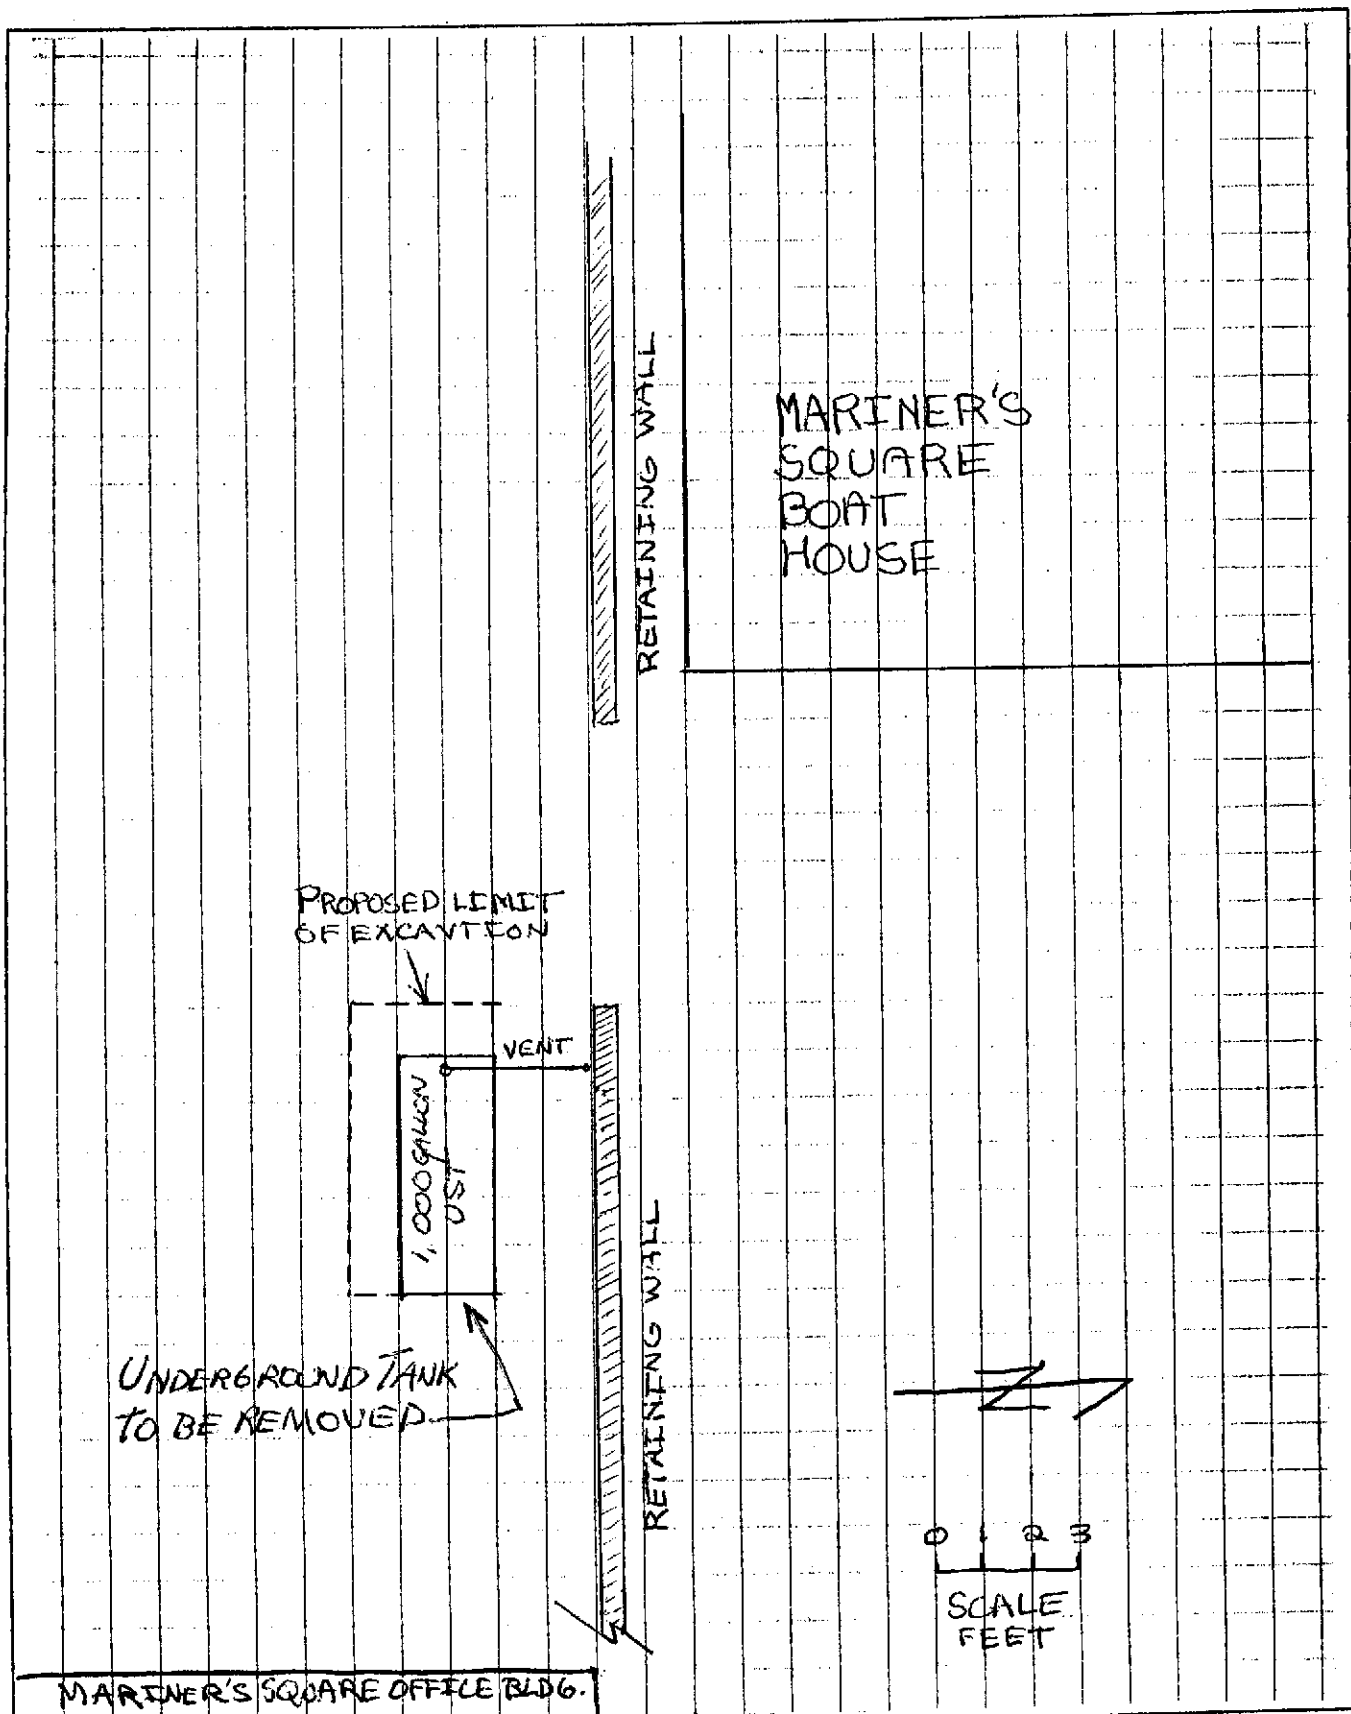 RETAINING WALL
MARINER'S
SQUARE
BOAT
HOUSE
PROPOSED LIMIT
OF EXCAVTION
VENT
1,000 GALLON
UST
UNDERGROUND TANK
TO BE REMOVED
RETAINING WALL
N
0 1 2 3
SCALE
FEET
MARINER'S SQUARE OFFICE BLDG.